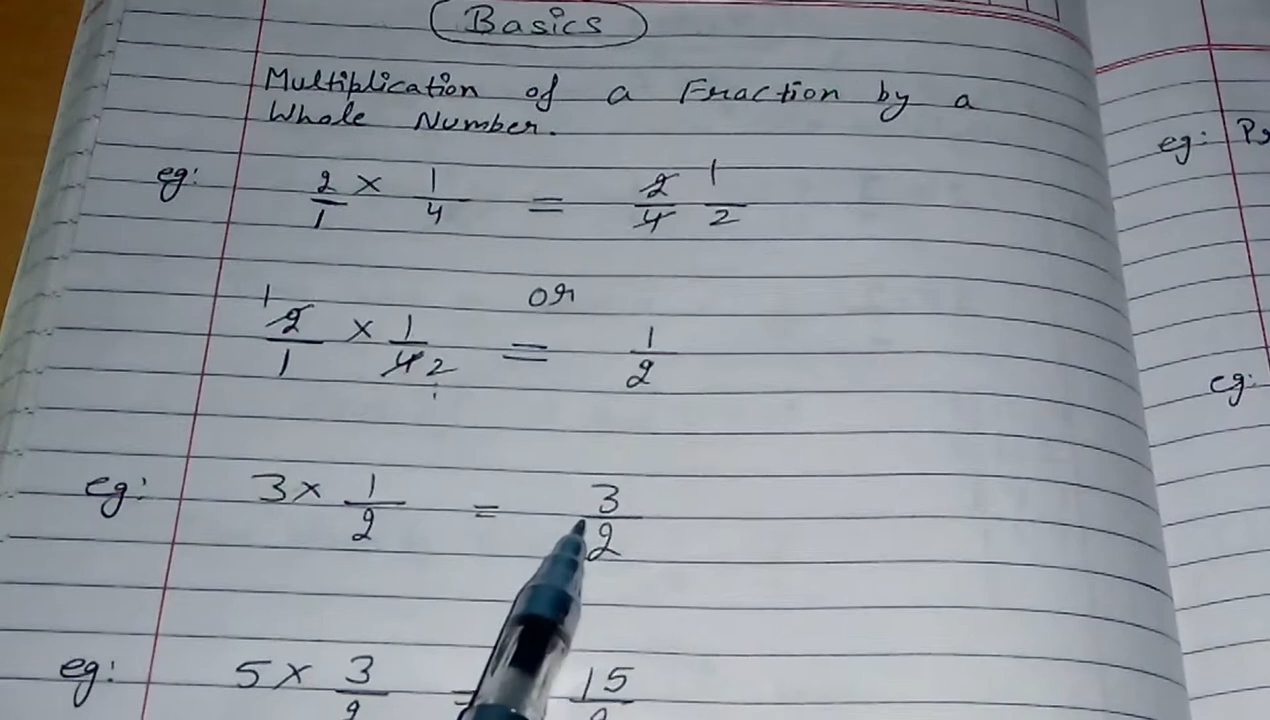 Basics
Multiplication of a Fraction by a
Whole Number.
eg: 2/1 × 1/4 = 2/4 1/2
or
1 2/1 × 1/4 2 = 1/2
eg: 3 × 1/2 = 3/2
eg: 5 × 3/ = 15/
eg:
eg: